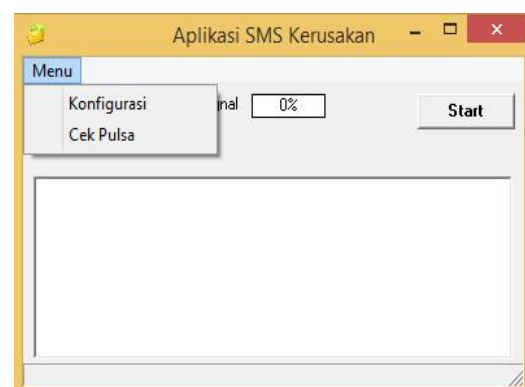 Aplikasi SMS Kerusakan
Menu
Konfigurasi
Cek Pulsa
0%
Start